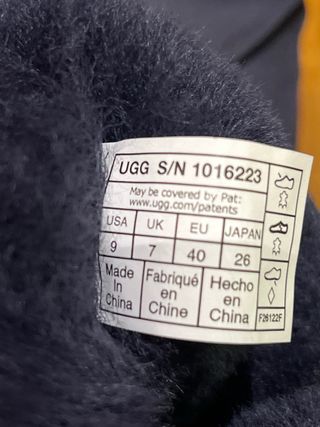 UGG S/N 1016223
May be covered by Pat:
www.ugg.com/patents
USA UK EU JAPAN
9 7 40 26
Made Fabriqué Hecho
In en en
China Chine China
F26122F